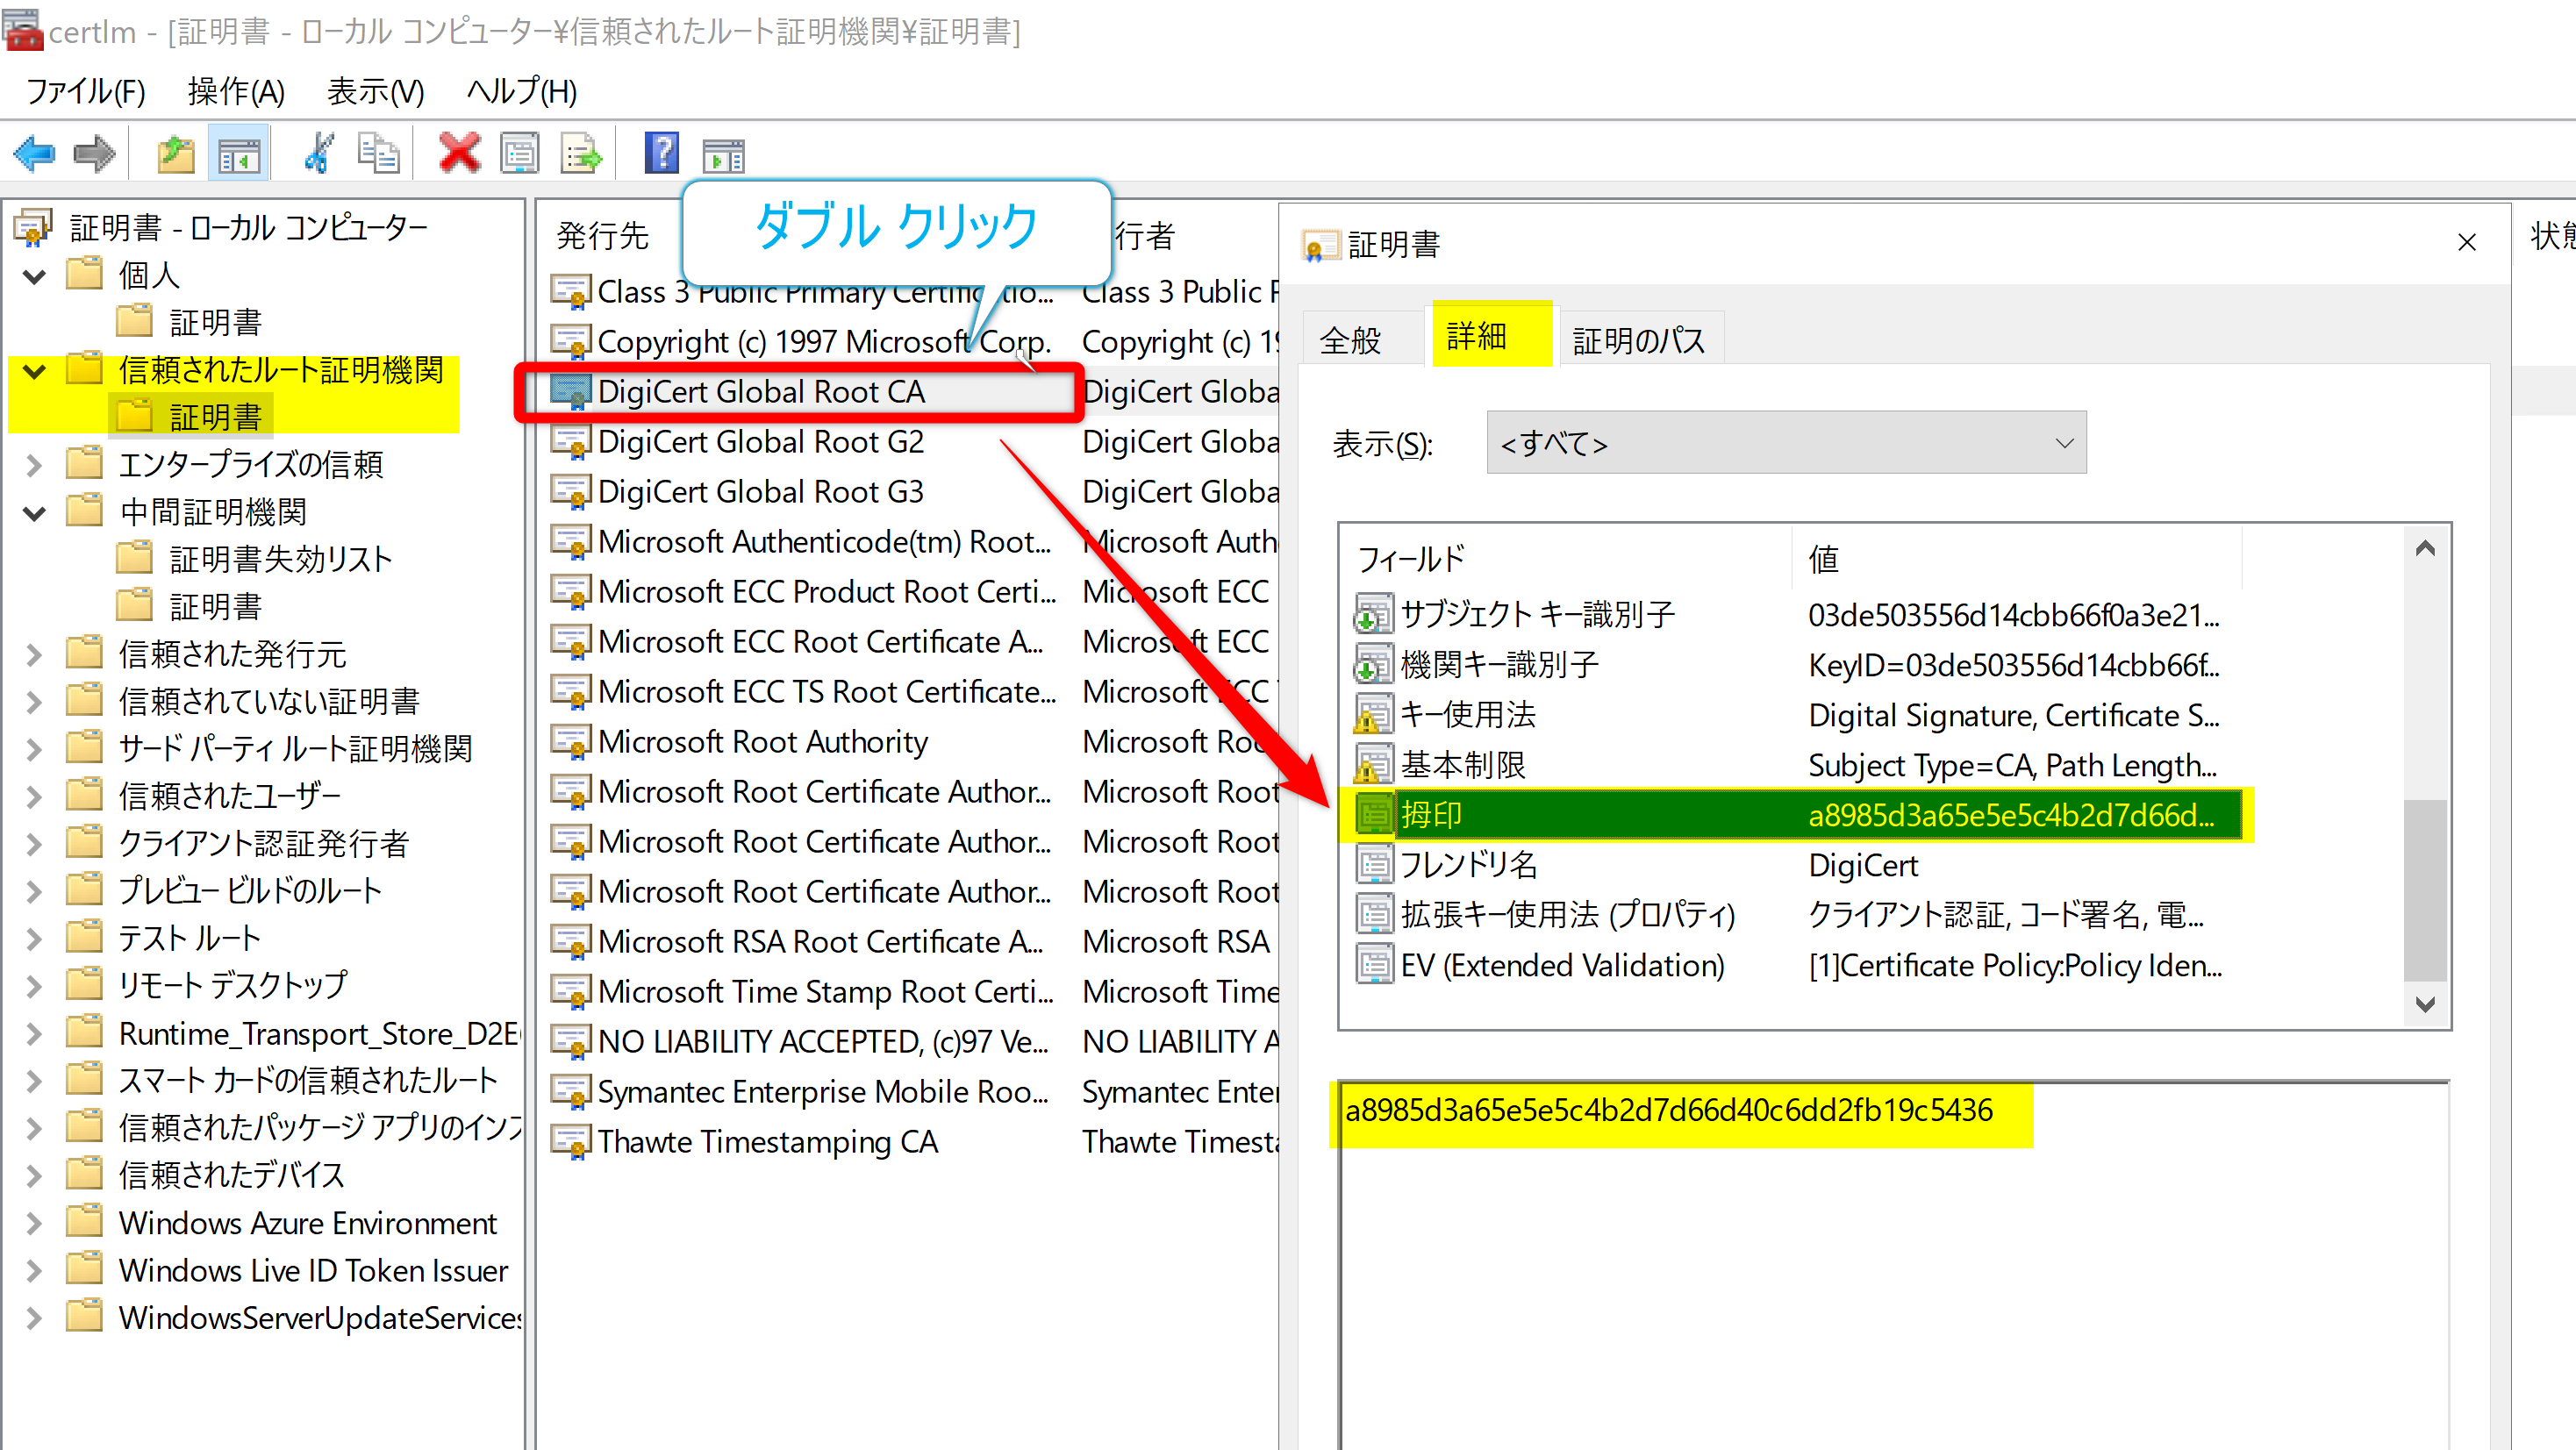 certlm - [証明書 - ローカル コンピューター¥信頼されたルート証明機関¥証明書]
ファイル(F) 操作(A) 表示(V) ヘルプ(H)
証明書 - ローカル コンピューター
個人
証明書
信頼されたルート証明機関
証明書
エンタープライズの信頼
中間証明機関
証明書失効リスト
証明書
信頼された発行元
信頼されていない証明書
サード パーティ ルート証明機関
信頼されたユーザー
クライアント認証発行者
プレビュー ビルドのルート
テスト ルート
リモート デスクトップ
Runtime_Transport_Store_D2E
スマート カードの信頼されたルート
信頼されたパッケージ アプリのインス
信頼されたデバイス
Windows Azure Environment
Windows Live ID Token Issuer
WindowsServerUpdateServices
発行先 行者 状態
ダブル クリック
Class 3 Public Primary Certificatio... Class 3 Public P
Copyright (c) 1997 Microsoft Corp. Copyright (c) 19
DigiCert Global Root CA DigiCert Globa
DigiCert Global Root G2 DigiCert Globa
DigiCert Global Root G3 DigiCert Globa
Microsoft Authenticode(tm) Root... Microsoft Auth
Microsoft ECC Product Root Certi... Microsoft ECC
Microsoft ECC Root Certificate A... Microsoft ECC
Microsoft ECC TS Root Certificate... Microsoft ECC
Microsoft Root Authority Microsoft Roo
Microsoft Root Certificate Author... Microsoft Root
Microsoft Root Certificate Author... Microsoft Root
Microsoft Root Certificate Author... Microsoft Root
Microsoft RSA Root Certificate A... Microsoft RSA
Microsoft Time Stamp Root Certi... Microsoft Time
NO LIABILITY ACCEPTED, (c)97 Ve... NO LIABILITY A
Symantec Enterprise Mobile Roo... Symantec Enter
Thawte Timestamping CA Thawte Timesta
証明書
全般 詳細 証明のパス
表示(S): <すべて>
フィールド 値
サブジェクト キー識別子 03de503556d14cbb66f0a3e21...
機関キー識別子 KeyID=03de503556d14cbb66f...
キー使用法 Digital Signature, Certificate S...
基本制限 Subject Type=CA, Path Length...
拇印 a8985d3a65e5e5c4b2d7d66d...
フレンドリ名 DigiCert
拡張キー使用法 (プロパティ) クライアント認証, コード署名, 電...
EV (Extended Validation) [1]Certificate Policy:Policy Iden...
a8985d3a65e5e5c4b2d7d66d40c6dd2fb19c5436